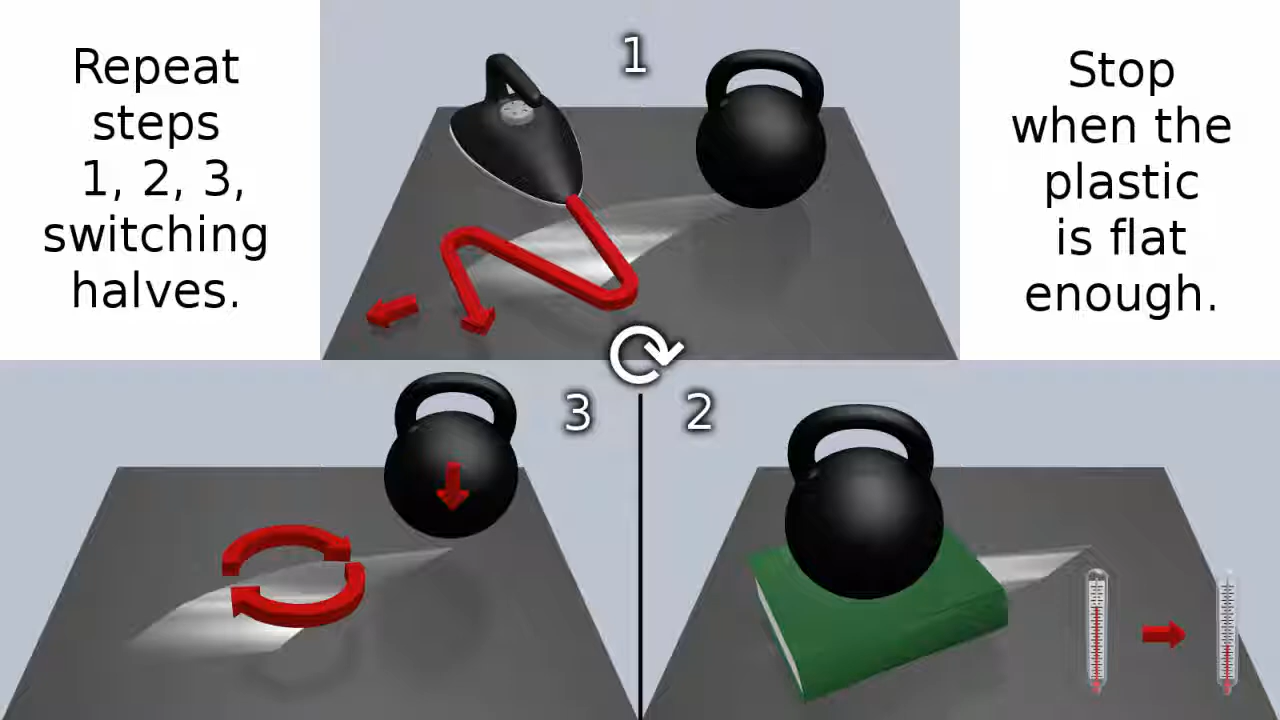 Repeat
steps
1, 2, 3,
switching
halves.
1
Stop
when the
plastic
is flat
enough.
3
2